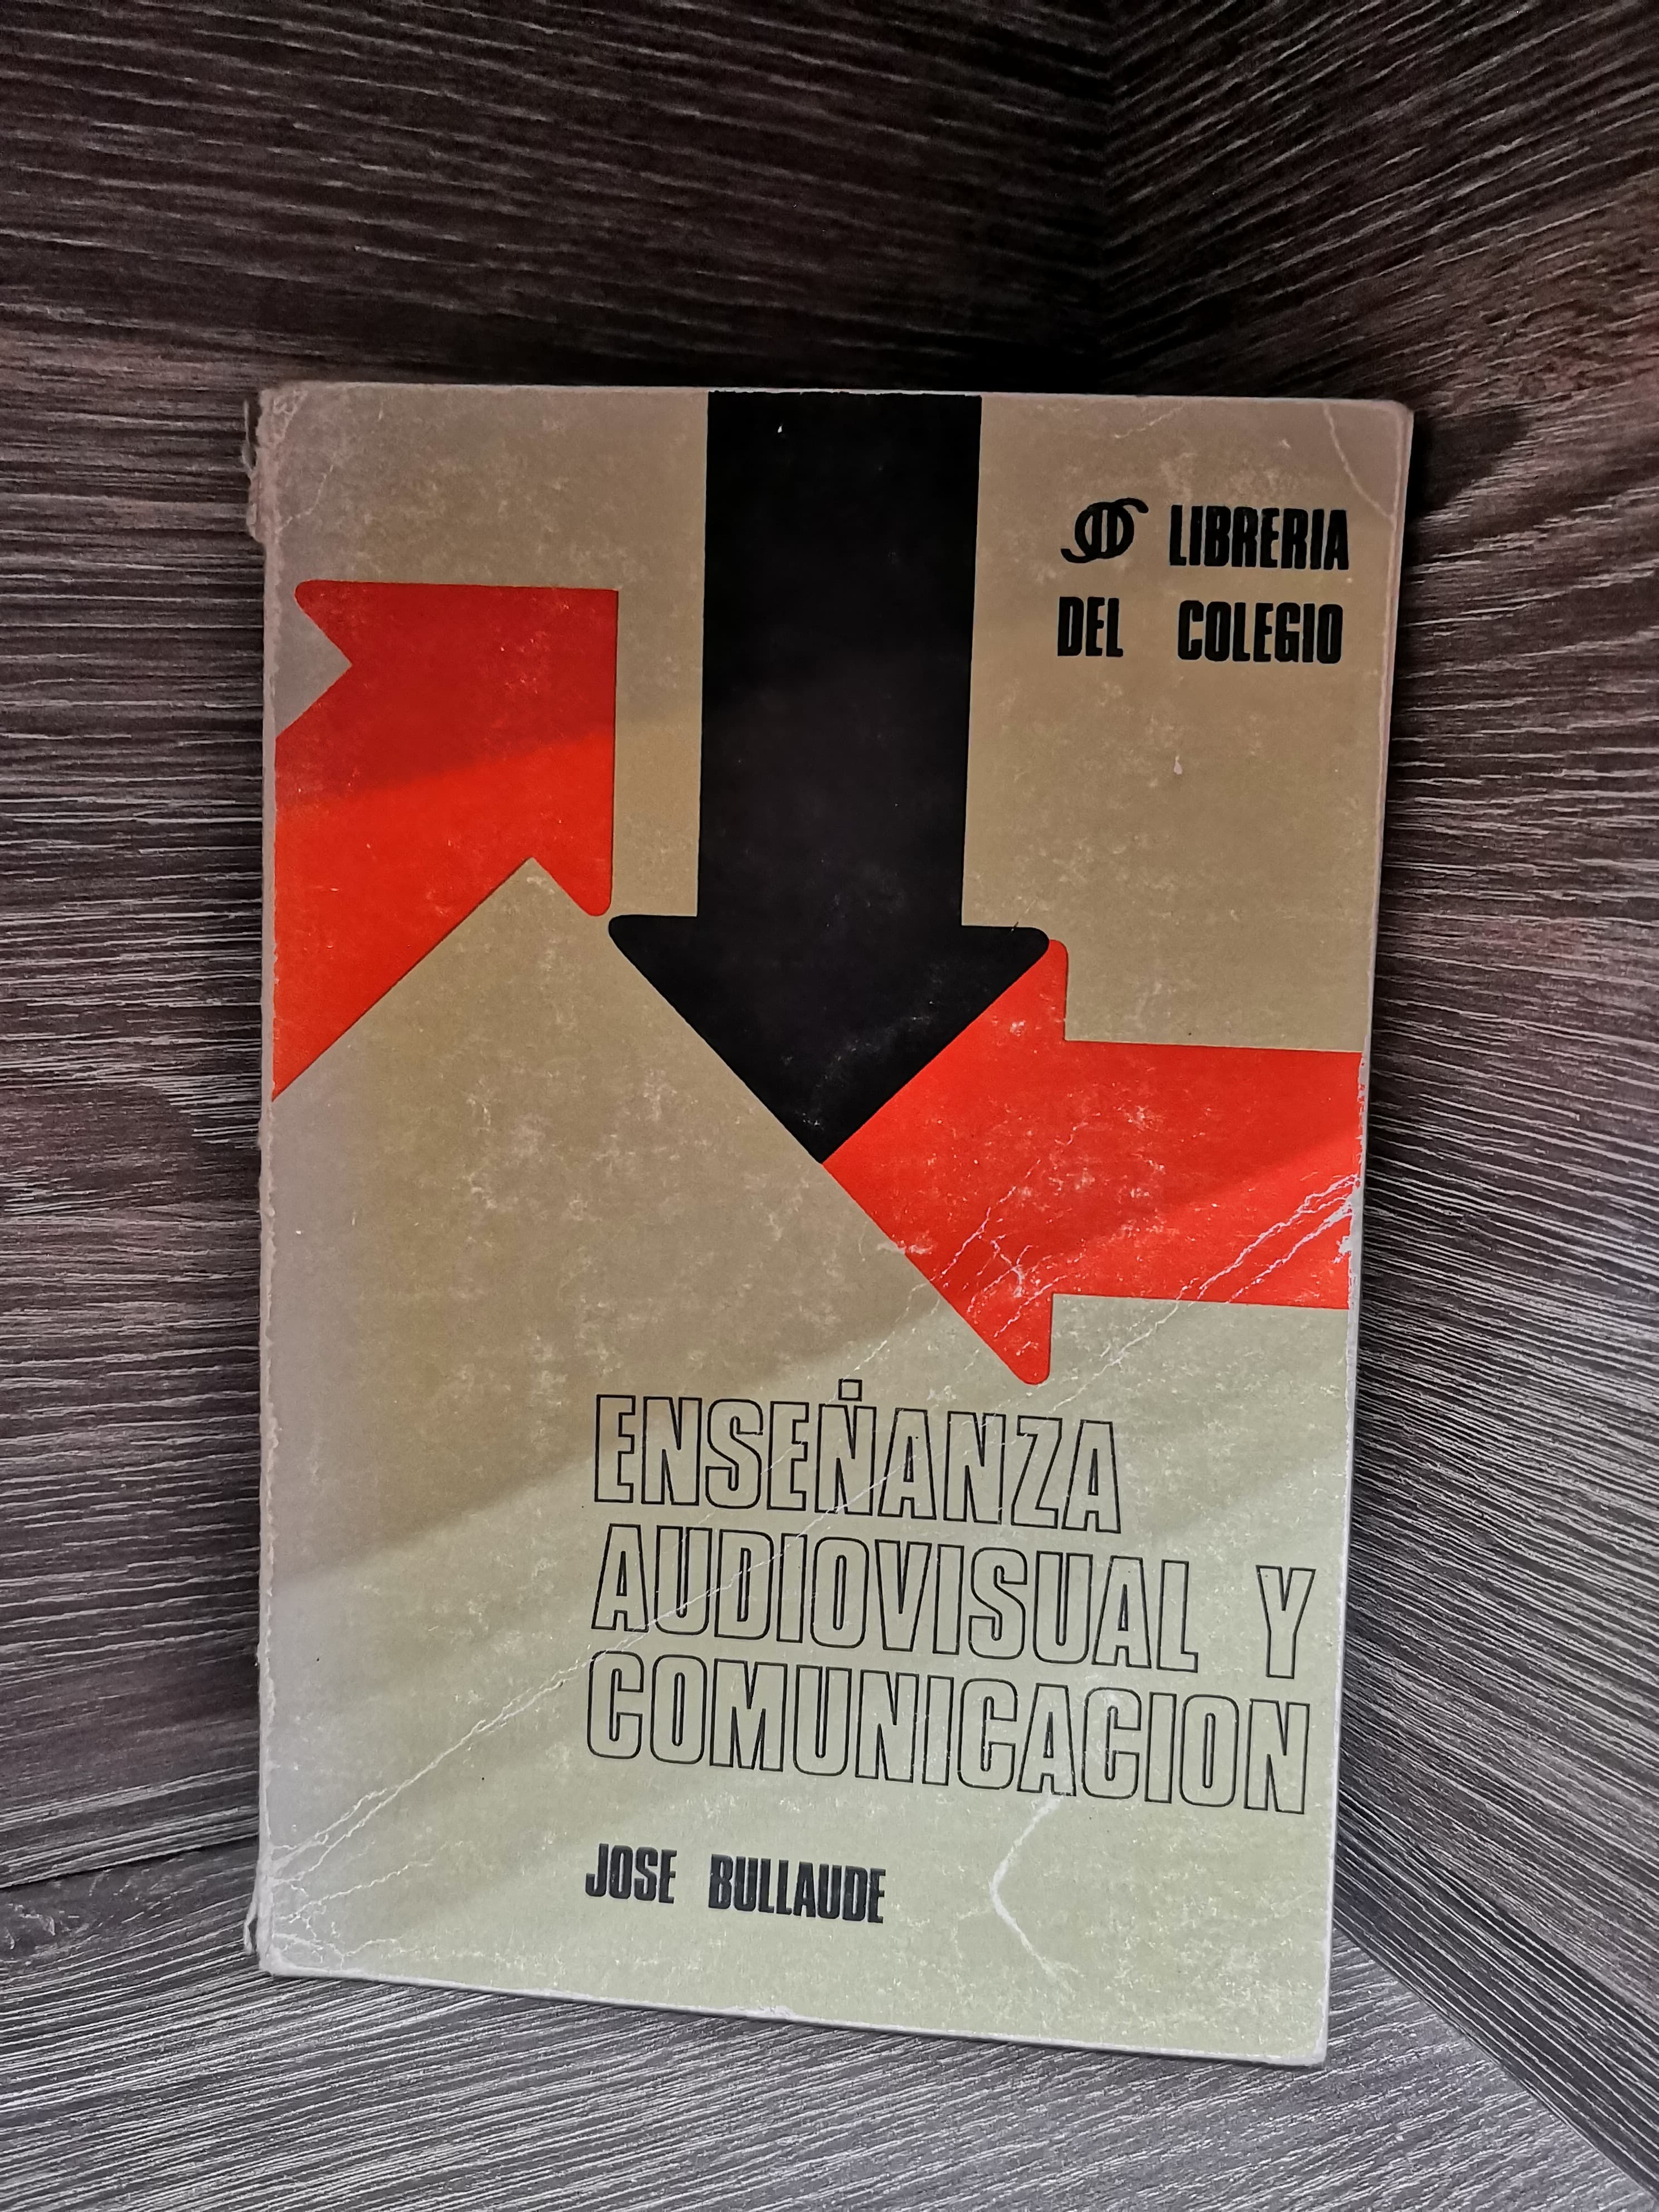 LIBRERIA
DEL COLEGIO
ENSEÑANZA
AUDIOVISUAL Y
COMUNICACION
JOSE BULLAUDE